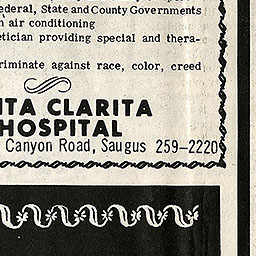 ederal, State and County Governments
air conditioning
etician providing special and thera-
riminate against race, color, creed
ITA CLARITA
HOSPITAL
Canyon Road, Saugus 259-2220